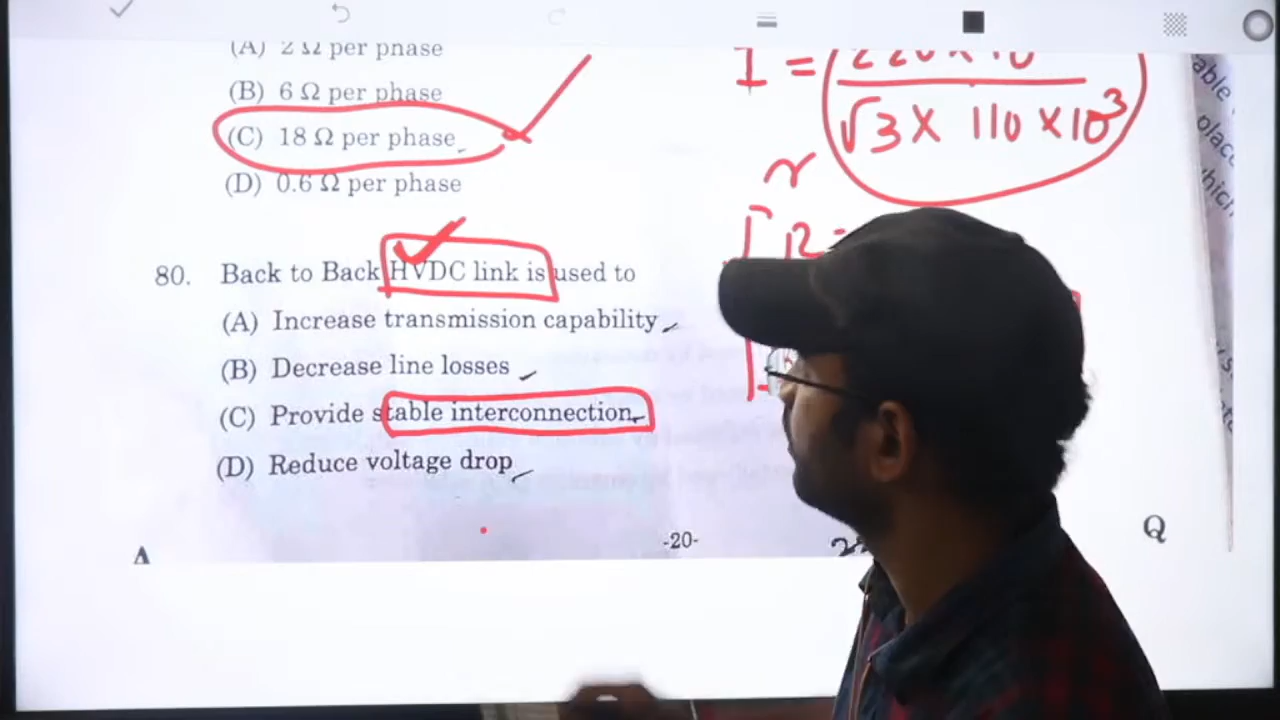 (A) 2 Ω per phase
(B) 6 Ω per phase
(C) 18 Ω per phase
(D) 0.6 Ω per phase
80. Back to Back HVDC link is used to
(A) Increase transmission capability
(B) Decrease line losses
(C) Provide stable interconnection
(D) Reduce voltage drop
A
-20-
Q
I = 220×10
√3 × 110 × 10³